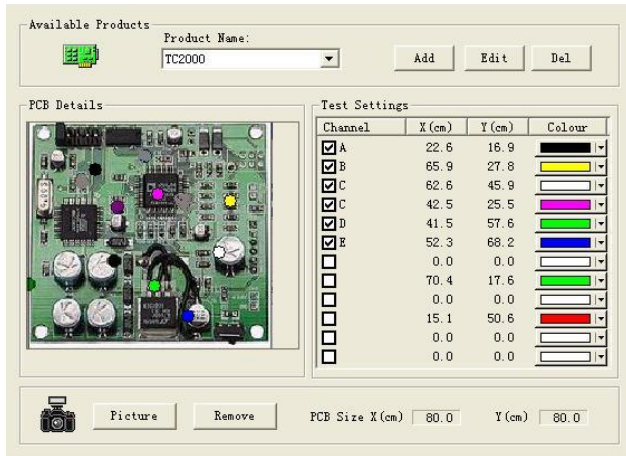 Available Products
Product Name:
TC2000
Add Edit Del
PCB Details
Test Settings
Channel X(cm) Y(cm) Colour
A 22.6 16.9
B 65.9 27.8
C 62.6 45.9
C 42.5 25.5
D 41.5 57.6
E 52.3 68.2
0.0 0.0
70.4 17.6
0.0 0.0
15.1 50.6
0.0 0.0
0.0 0.0
Picture Remove PCB Size X(cm) 80.0 Y(cm) 80.0